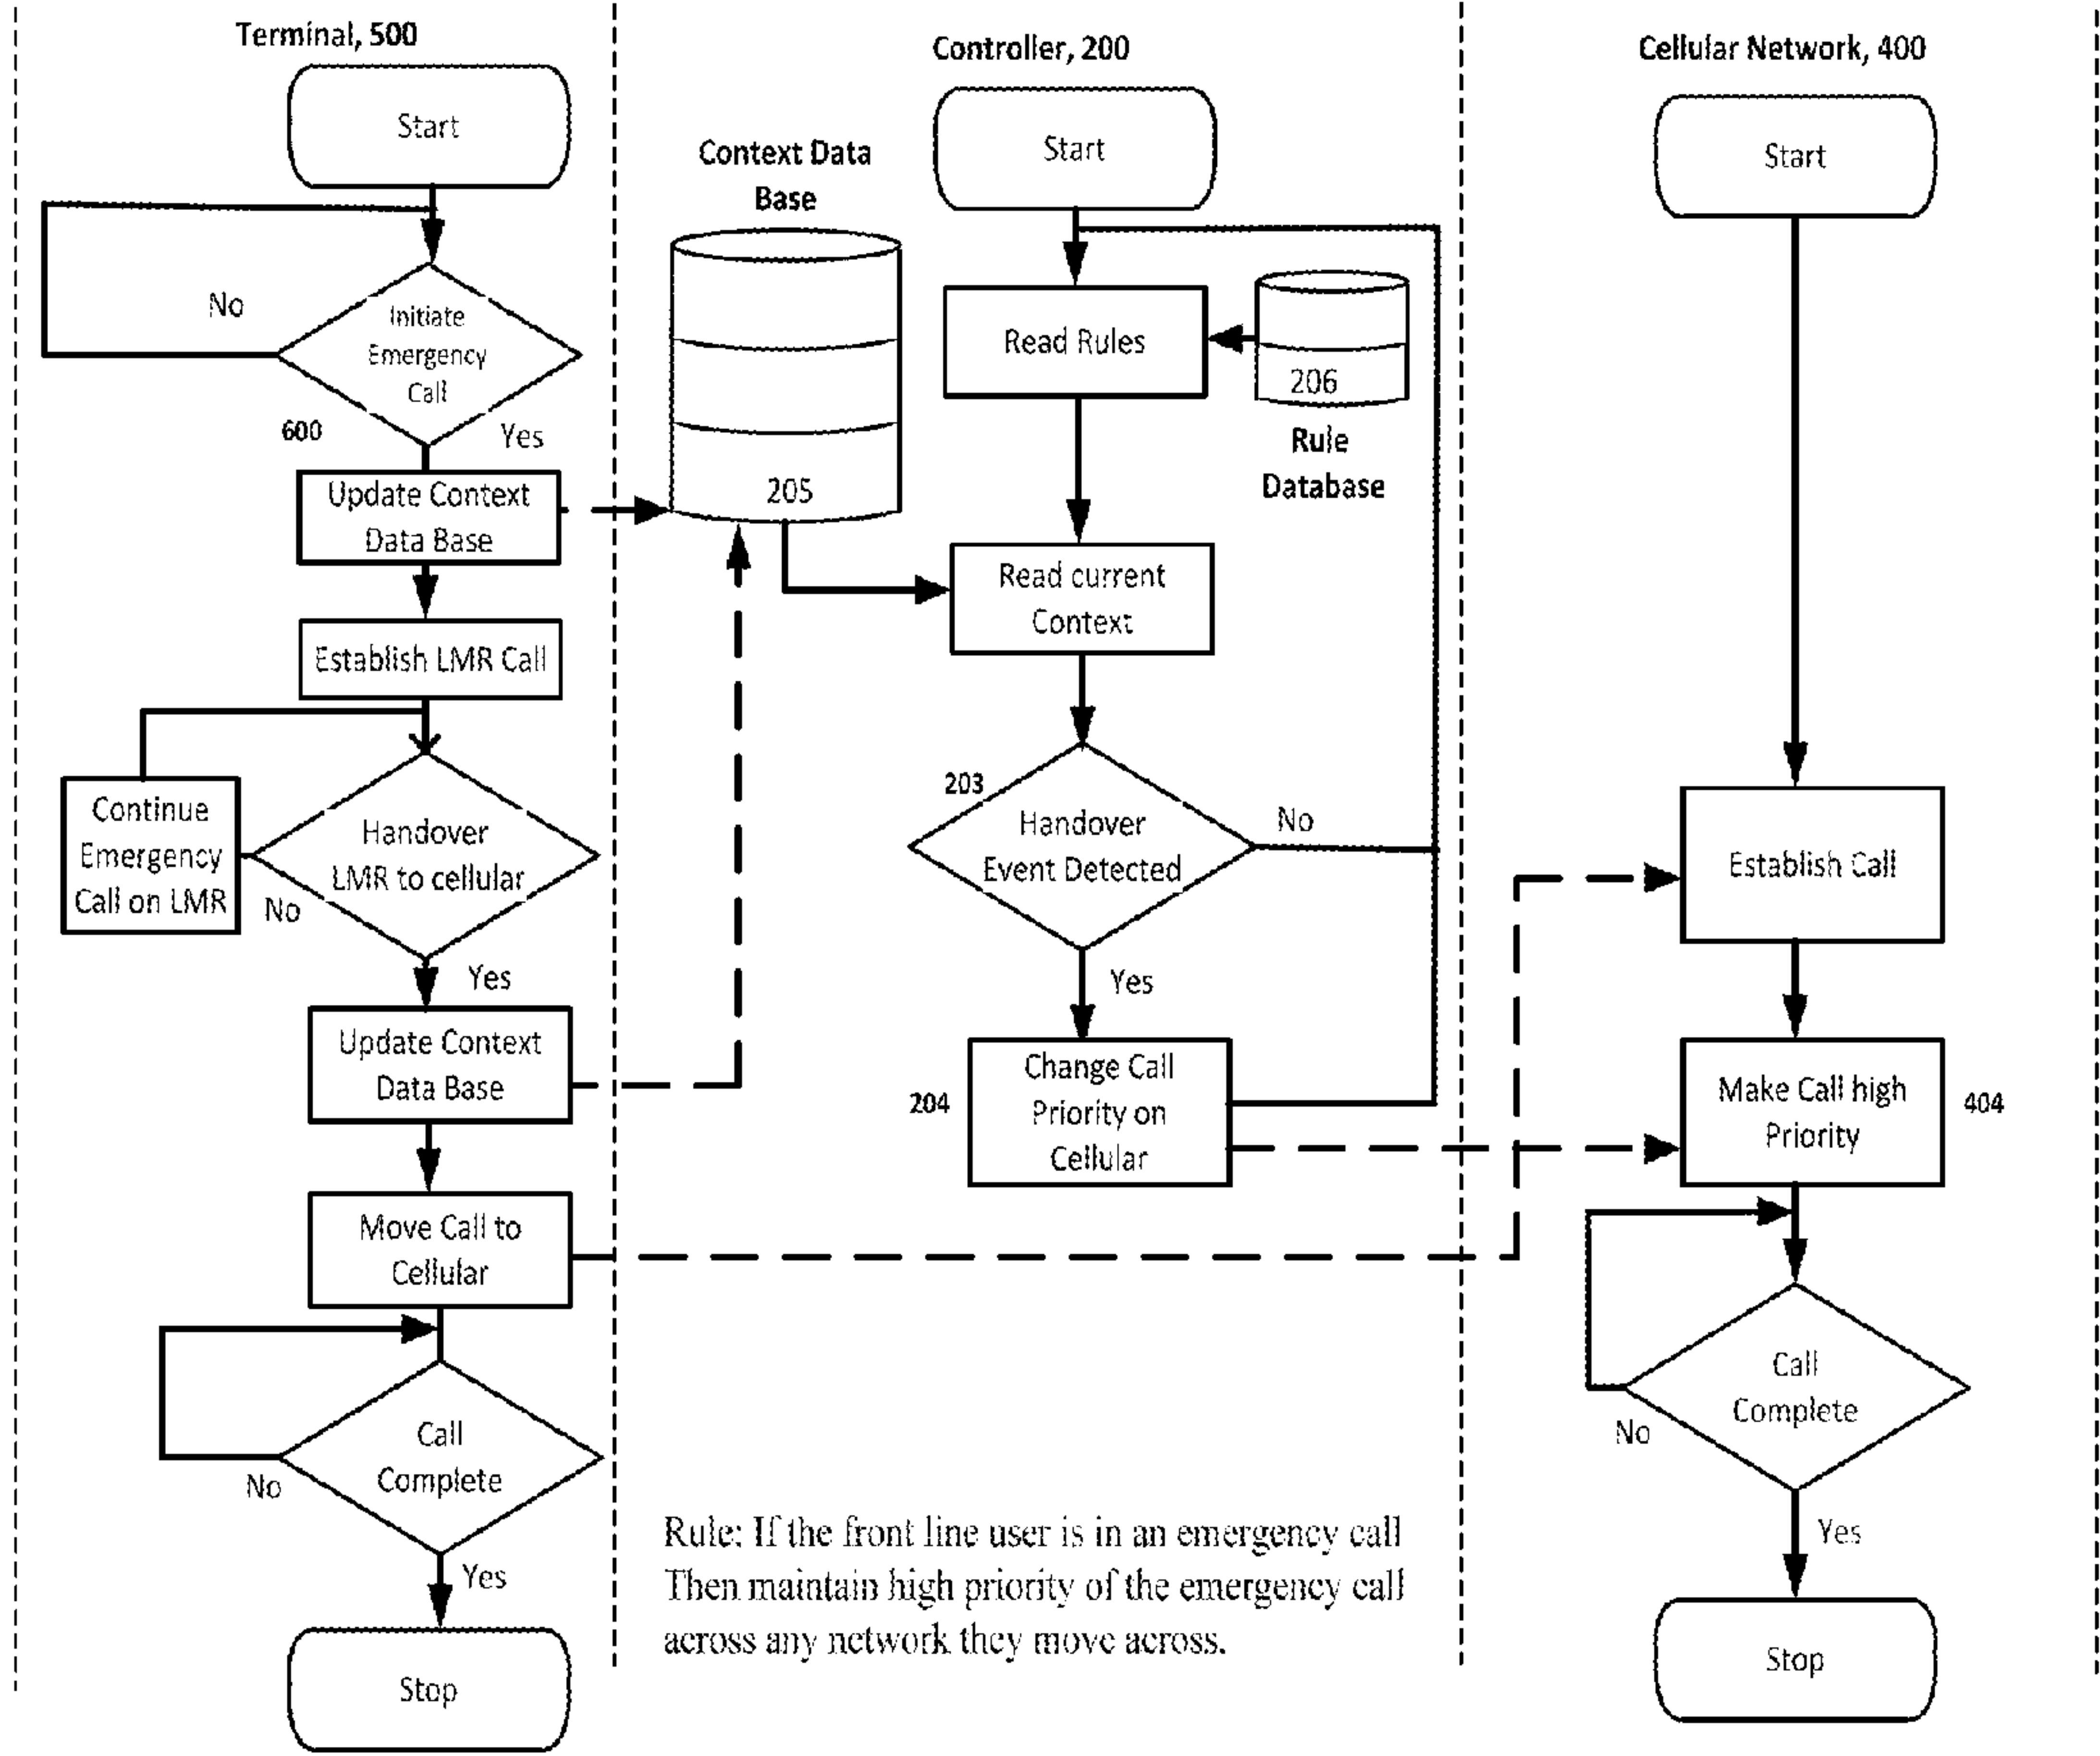 Terminal, 500
Start
Initiate
Emergency
Call
No
600
Yes
Update Context
Data Base
Establish LMR Call
Continue
Emergency
Call on LMR
Handover
LMR to cellular
No
Yes
Update Context
Data Base
Move Call to
Cellular
Call
Complete
No
Yes
Stop
Controller, 200
Start
Context Data
Base
205
Read Rules
206
Rule
Database
Read current
Context
203
Handover
Event Detected
No
Yes
204
Change Call
Priority on
Cellular
Rule: If the front line user is in an emergency call
Then maintain high priority of the emergency call
across any network they move across.
Cellular Network, 400
Start
Establish Call
Make Call high
Priority
404
Call
Complete
No
Yes
Stop